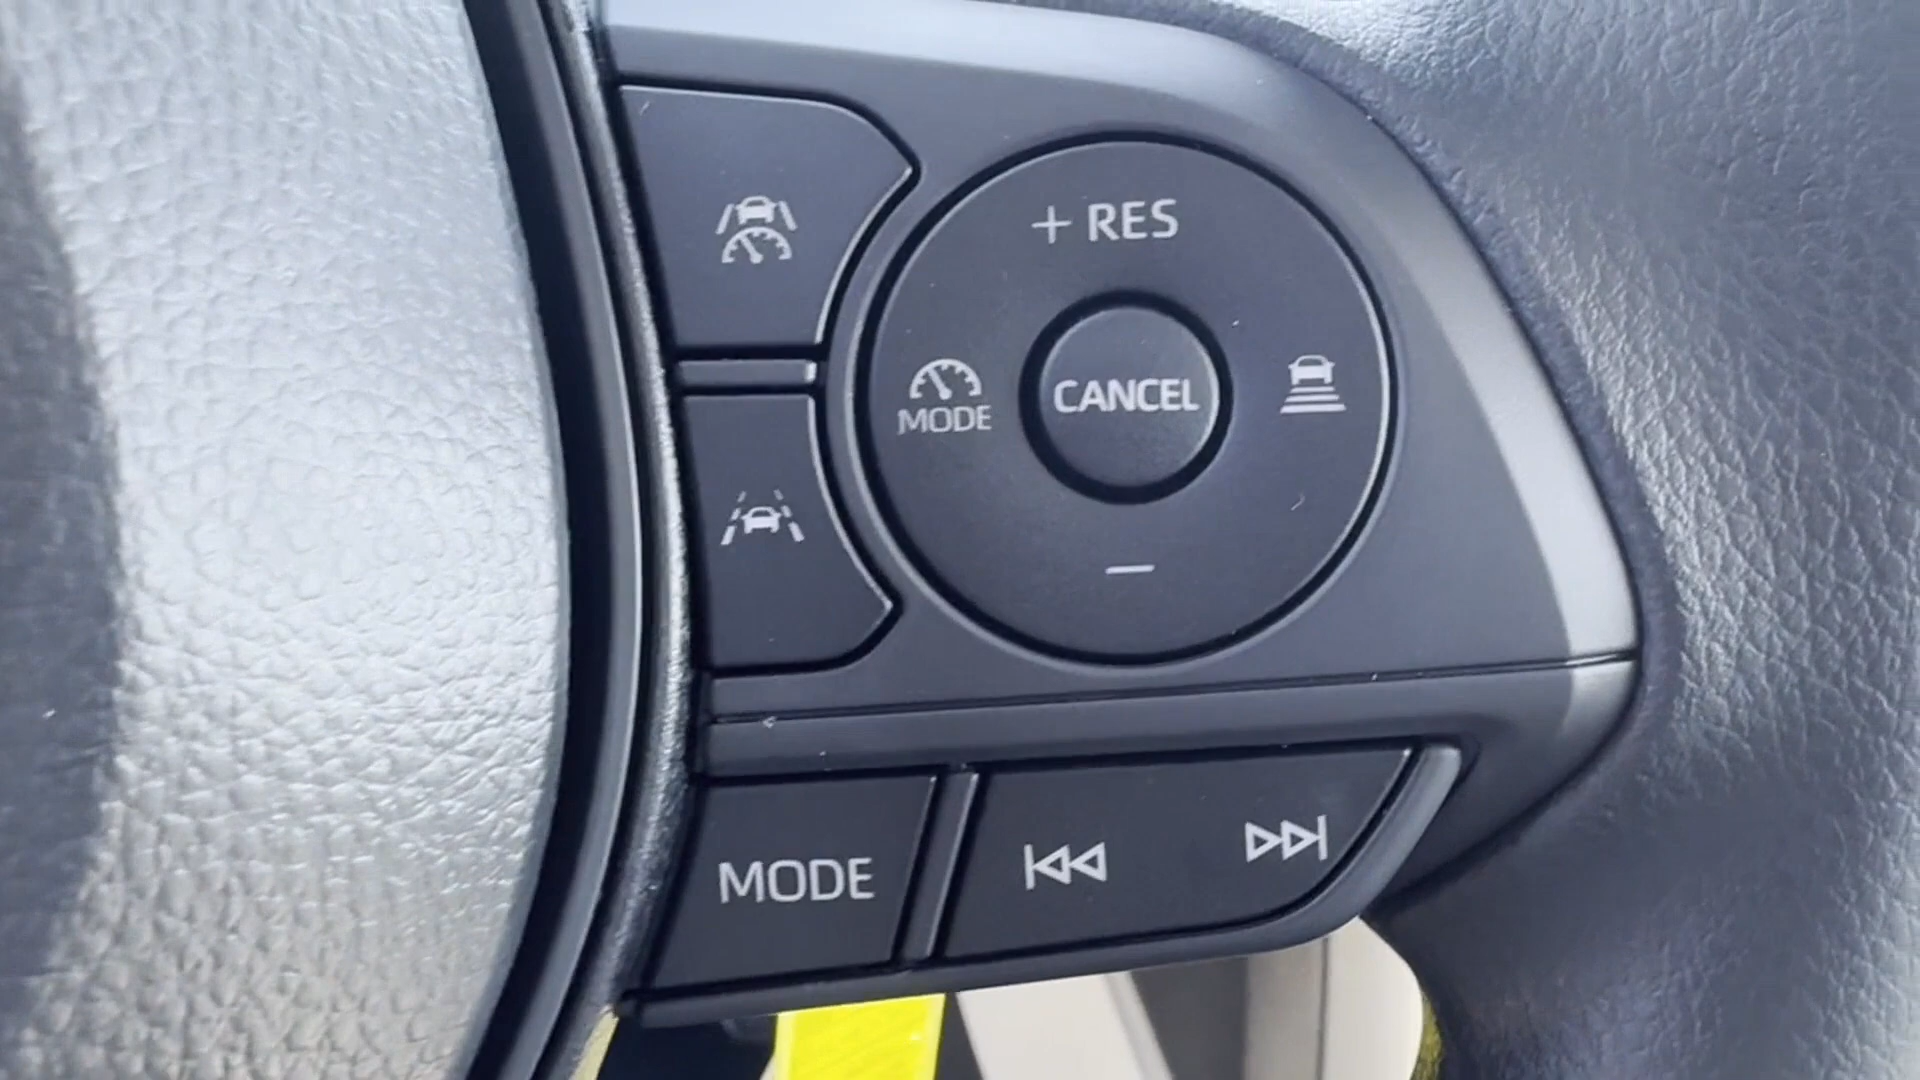 + RES
MODE
CANCEL
—
MODE